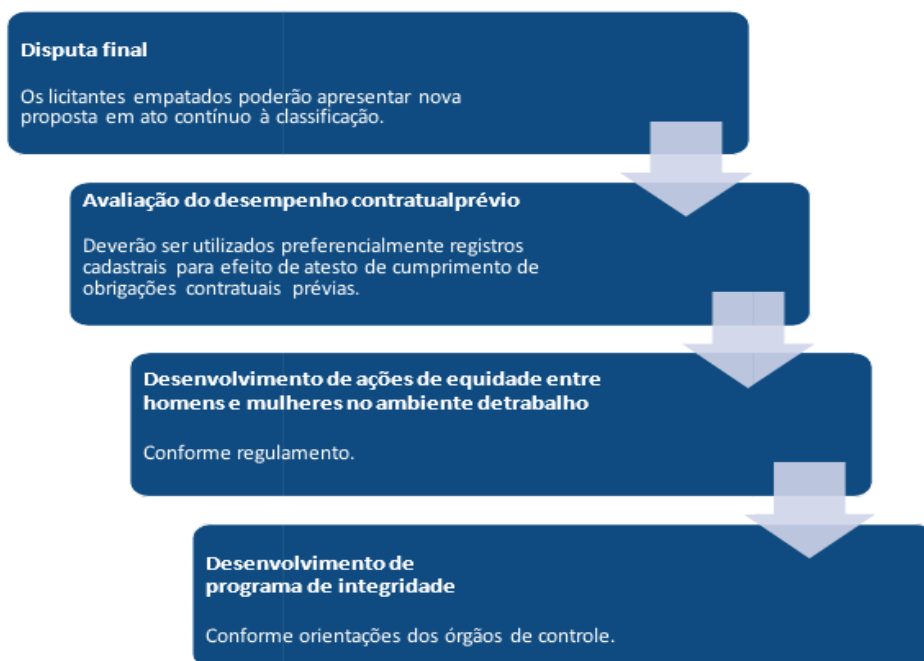 Disputa final
Os licitantes empatados poderão apresentar nova
proposta em ato contínuo à classificação.
Avaliação do desempenho contratualprévio
Deverão ser utilizados preferencialmente registros
cadastrais para efeito de atesto de cumprimento de
obrigações contratuais prévias.
Desenvolvimento de ações de equidade entre
homens e mulheres no ambiente detrabalho
Conforme regulamento.
Desenvolvimento de
programa de integridade
Conforme orientações dos órgãos de controle.